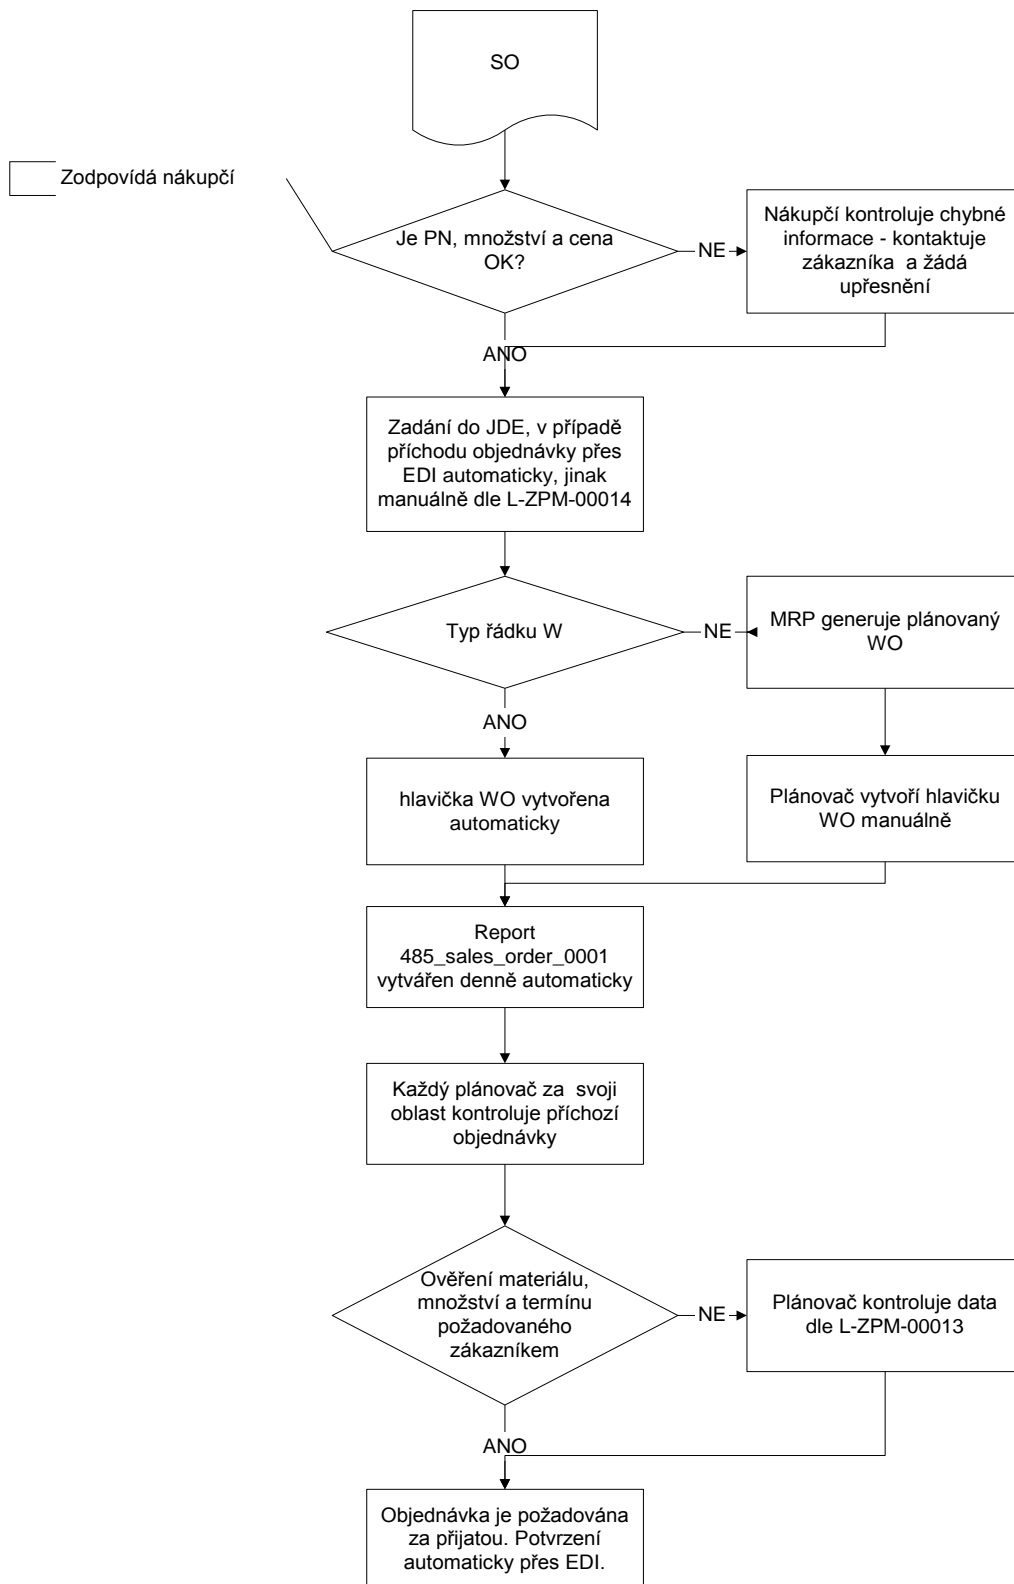 SO
Zodpovídá nákupčí
Je PN, množství a cena
OK?
NE
Nákupčí kontroluje chybné
informace - kontaktuje
zákazníka a žádá
upřesnění
ANO
Zadání do JDE, v případě
příchodu objednávky přes
EDI automaticky, jinak
manuálně dle L-ZPM-00014
Typ řádku W
NE
MRP generuje plánovaný
WO
ANO
hlavička WO vytvořena
automaticky
Plánovač vytvoří hlavičku
WO manuálně
Report
485_sales_order_0001
vytvářen denně automaticky
Každý plánovač za svoji
oblast kontroluje příchozí
objednávky
Ověření materiálu,
množství a termínu
požadovaného
zákazníkem
NE
Plánovač kontroluje data
dle L-ZPM-00013
ANO
Objednávka je požadována
za přijatou. Potvrzení
automaticky přes EDI.